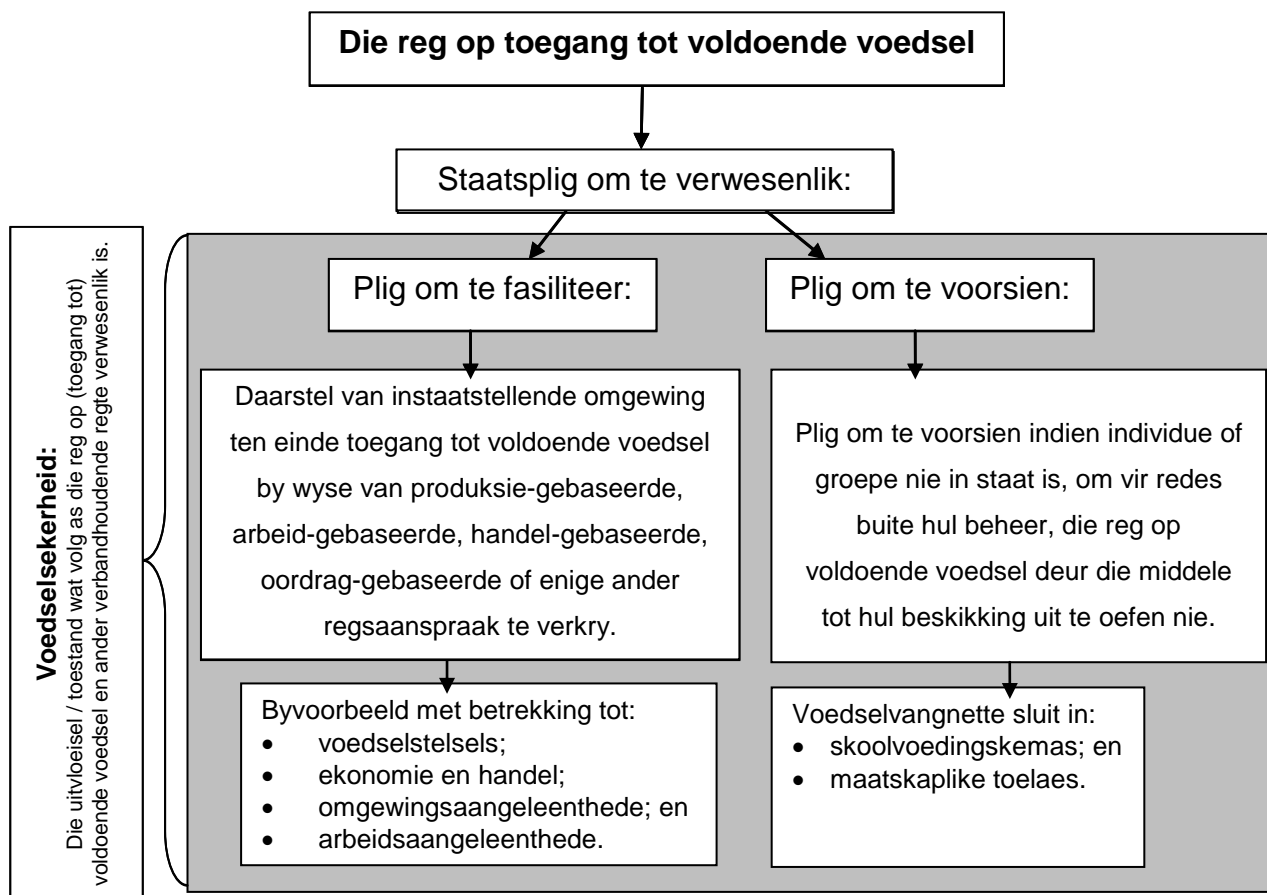 Die reg op toegang tot voldoende voedsel
Staatsplig om te verwesenlik:
Voedselsekerheid:
Die uitvloeisel / toestand wat volg as die reg op (toegang tot)
voldoende voedsel en ander verbandhoudende regte verwesenlik is.
Plig om te fasiliteer:
Daarstel van instaatstellende omgewing
ten einde toegang tot voldoende voedsel
by wyse van produksie-gebaseerde,
arbeid-gebaseerde, handel-gebaseerde,
oordrag-gebaseerde of enige ander
regsaanspraak te verkry.
Byvoorbeeld met betrekking tot:
• voedselstelsels;
• ekonomie en handel;
• omgewingsaangeleenthede; en
• arbeidsaangeleenthede.
Plig om te voorsien:
Plig om te voorsien indien individue of
groepe nie in staat is, om vir redes
buite hul beheer, die reg op
voldoende voedsel deur die middele
tot hul beskikking uit te oefen nie.
Voedselvangnette sluit in:
• skoolvoedingskemas; en
• maatskaplike toelaes.